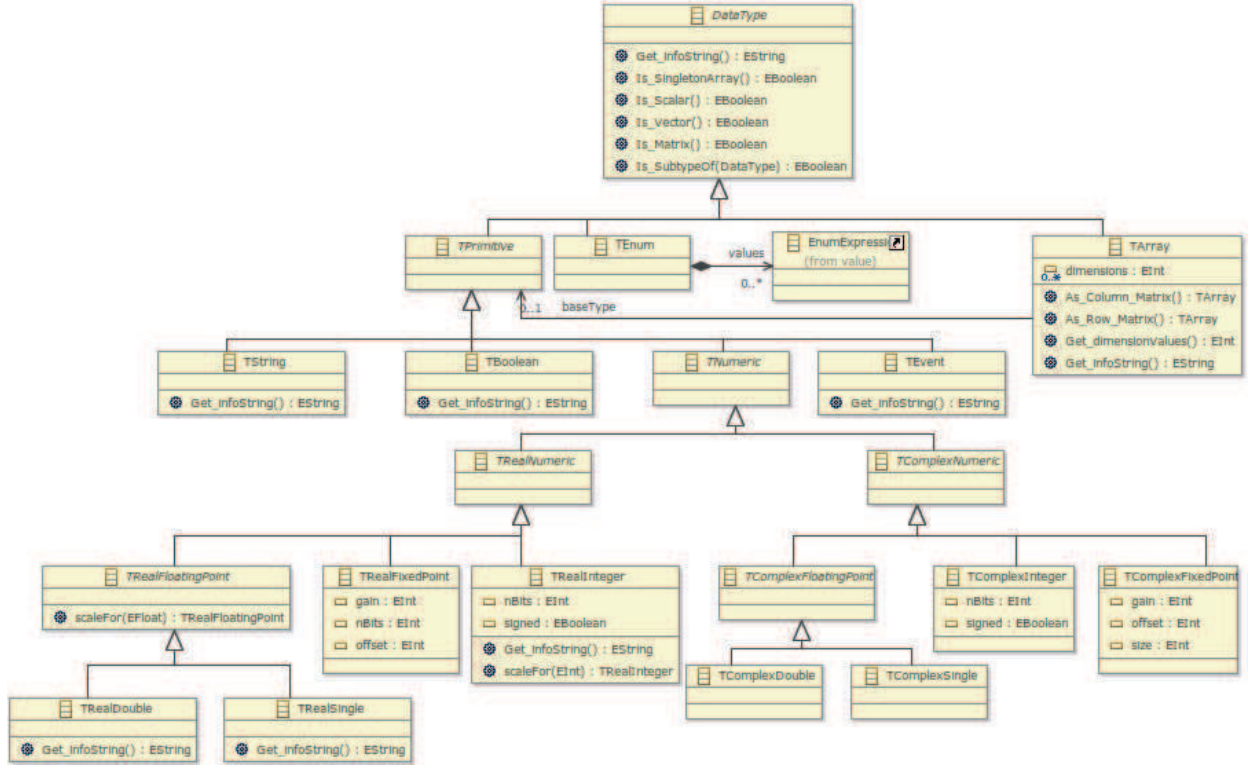 DataType
Get_InfoString() : EString
Is_SingletonArray() : EBoolean
Is_Scalar() : EBoolean
Is_Vector() : EBoolean
Is_Matrix() : EBoolean
Is_SubtypeOf(DataType) : EBoolean
TPrimitive
TEnum
values
0..*
EnumExpressi
(from value)
TArray
0..*
dimensions : EInt
As_Column_Matrix() : TArray
As_Row_Matrix() : TArray
Get_dimensionValues() : EInt
Get_InfoString() : EString
0..1
baseType
TString
Get_InfoString() : EString
TBoolean
Get_InfoString() : EString
TNumeric
TEvent
Get_InfoString() : EString
TRealNumeric
TComplexNumeric
TRealFloatingPoint
scaleFor(EFloat) : TRealFloatingPoint
TRealFixedPoint
gain : EInt
nBits : EInt
offset : EInt
TRealInteger
nBits : EInt
signed : EBoolean
Get_InfoString() : EString
scaleFor(EInt) : TRealInteger
TComplexFloatingPoint
TComplexInteger
nBits : EInt
signed : EBoolean
TComplexFixedPoint
gain : EInt
offset : EInt
size : EInt
TComplexDouble
TComplexSingle
TRealDouble
Get_InfoString() : EString
TRealSingle
Get_InfoString() : EString